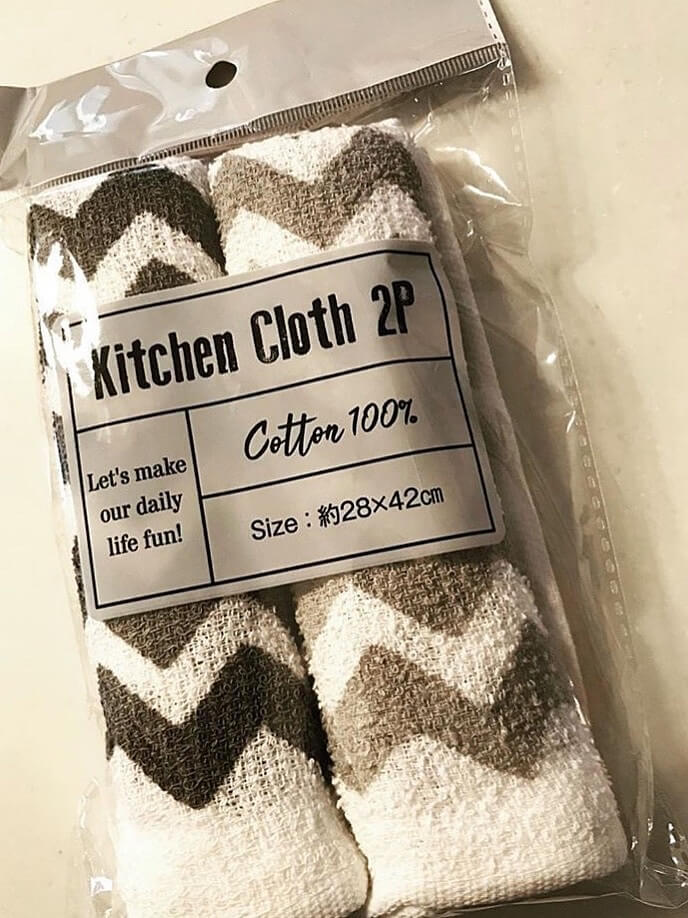 Kitchen Cloth 2P
Cotton 100%
Let's make
our daily
life fun!
Size：約28×42cm